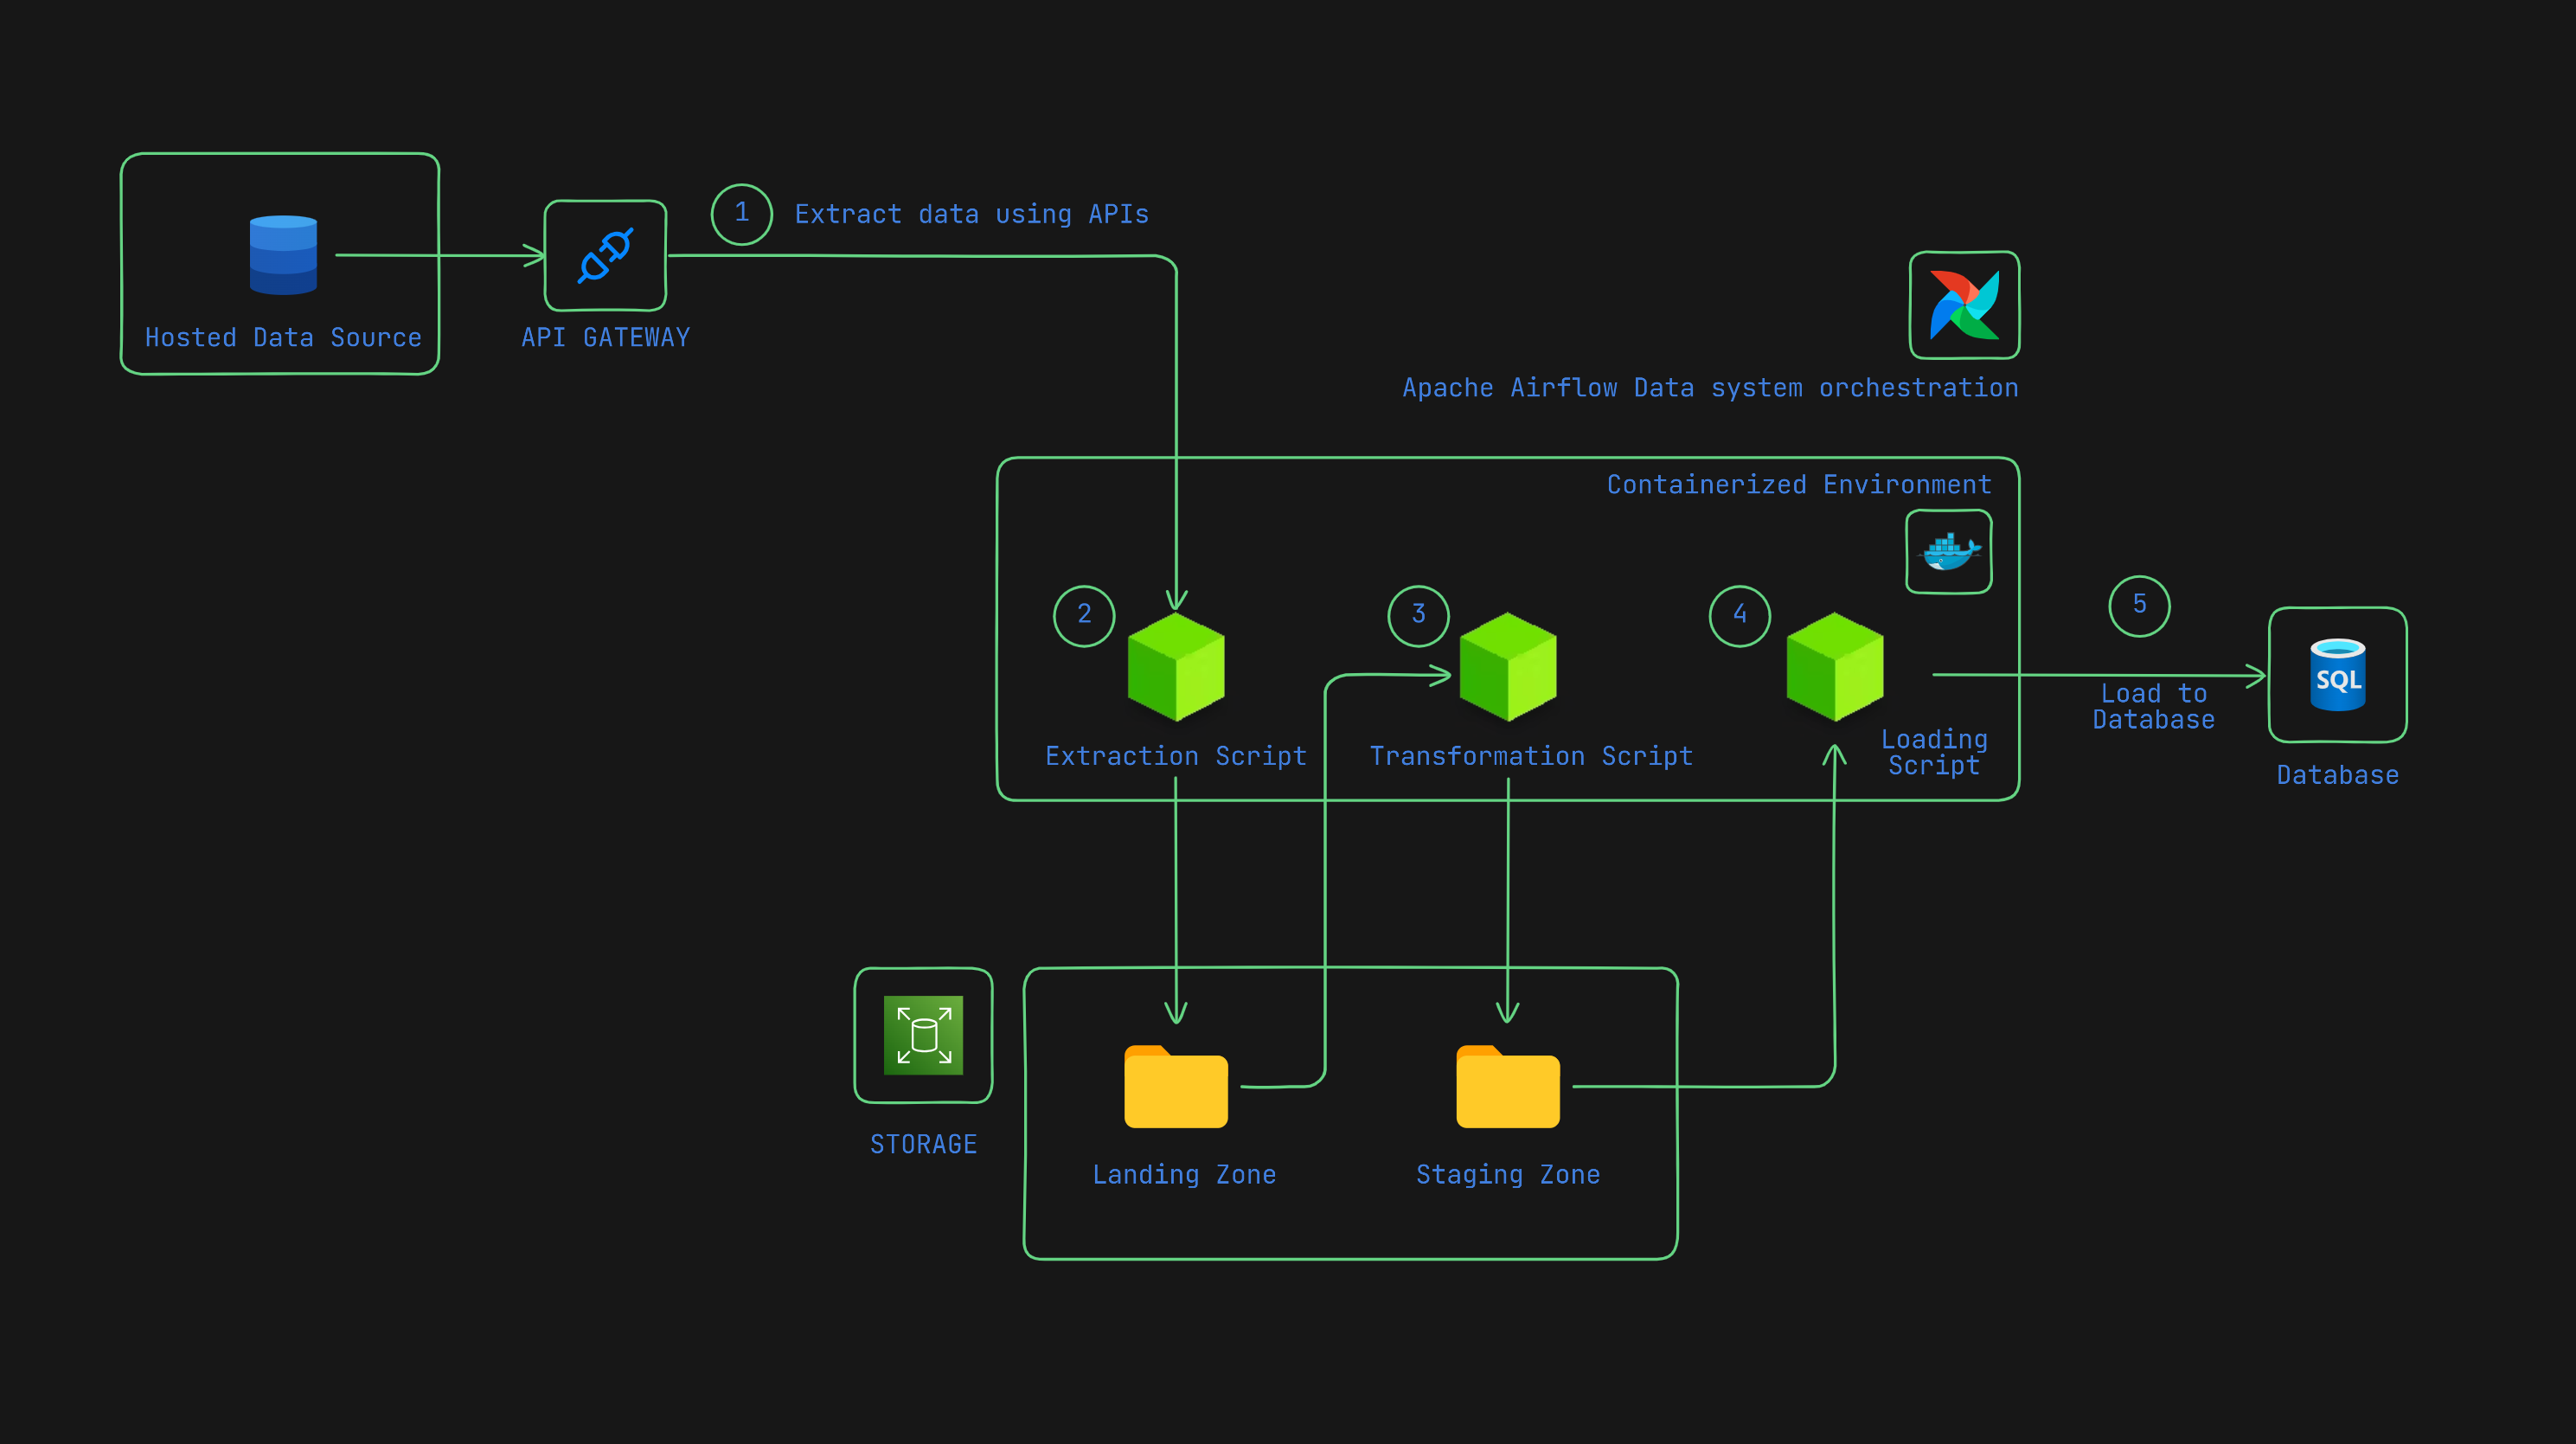 1
Extract data using APIs
Hosted Data Source
API GATEWAY
Apache Airflow Data system orchestration
Containerized Environment
2
3
4
5
SQL
Load to
Database
Extraction Script
Transformation Script
Loading
Script
Database
STORAGE
Landing Zone
Staging Zone